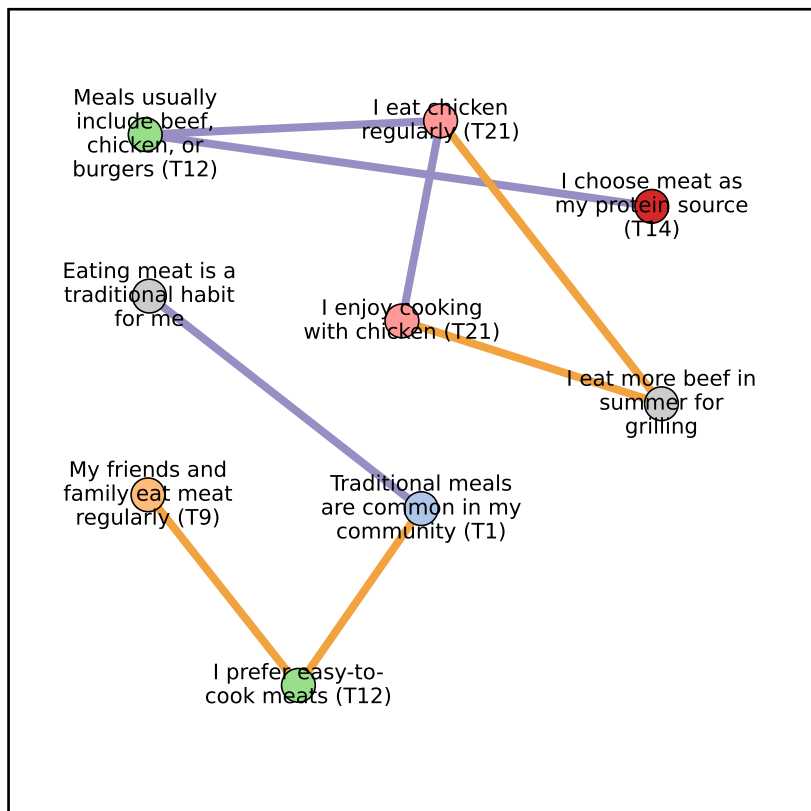 Meals usually
include beef,
chicken, or
burgers (T12)
I eat chicken
regularly (T21)
I choose meat as
my protein source
(T14)
Eating meat is a
traditional habit
for me
I enjoy cooking
with chicken (T21)
I eat more beef in
summer for
grilling
My friends and
family eat meat
regularly (T9)
Traditional meals
are common in my
community (T1)
I prefer easy-to-
cook meats (T12)